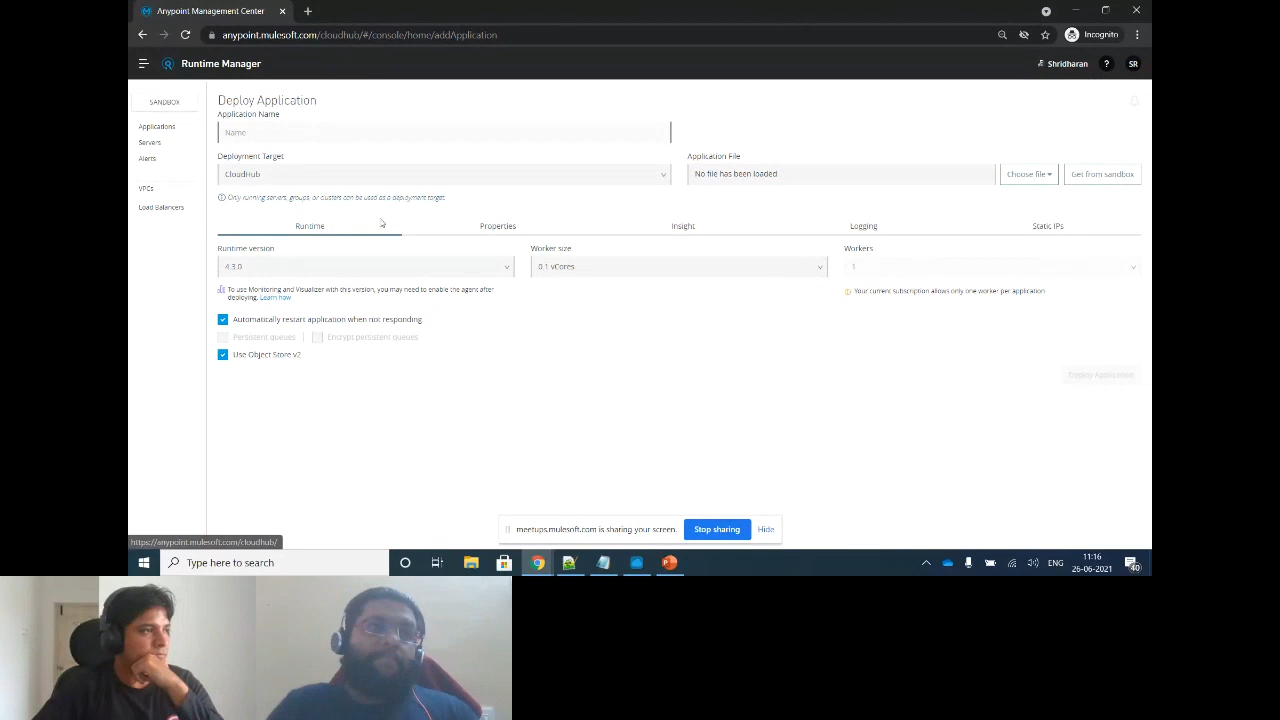 Anypoint Management Center
anypoint.mulesoft.com/cloudhub/#/console/home/addApplication
Incognito
Runtime Manager
Shridharan
?
SR
SANDBOX
Applications
Servers
Alerts
VPCs
Load Balancers
Deploy Application
Application Name
Name
Deployment Target
Application File
CloudHub
No file has been loaded
Choose file
Get from sandbox
Only running servers, groups, or clusters can be used as a deployment target.
Runtime
Properties
Insight
Logging
Static IPs
Runtime version
Worker size
Workers
4.3.0
0.1 vCores
1
To use Monitoring and Visualizer with this version, you may need to enable the agent after
deploying. Learn how
Your current subscription allows only one worker per application
Automatically restart application when not responding
Persistent queues
Encrypt persistent queues
Use Object Store v2
Deploy Application
meetups.mulesoft.com is sharing your screen.
Stop sharing
Hide
https://anypoint.mulesoft.com/cloudhub/
Type here to search
ENG
11:16
26-06-2021
40